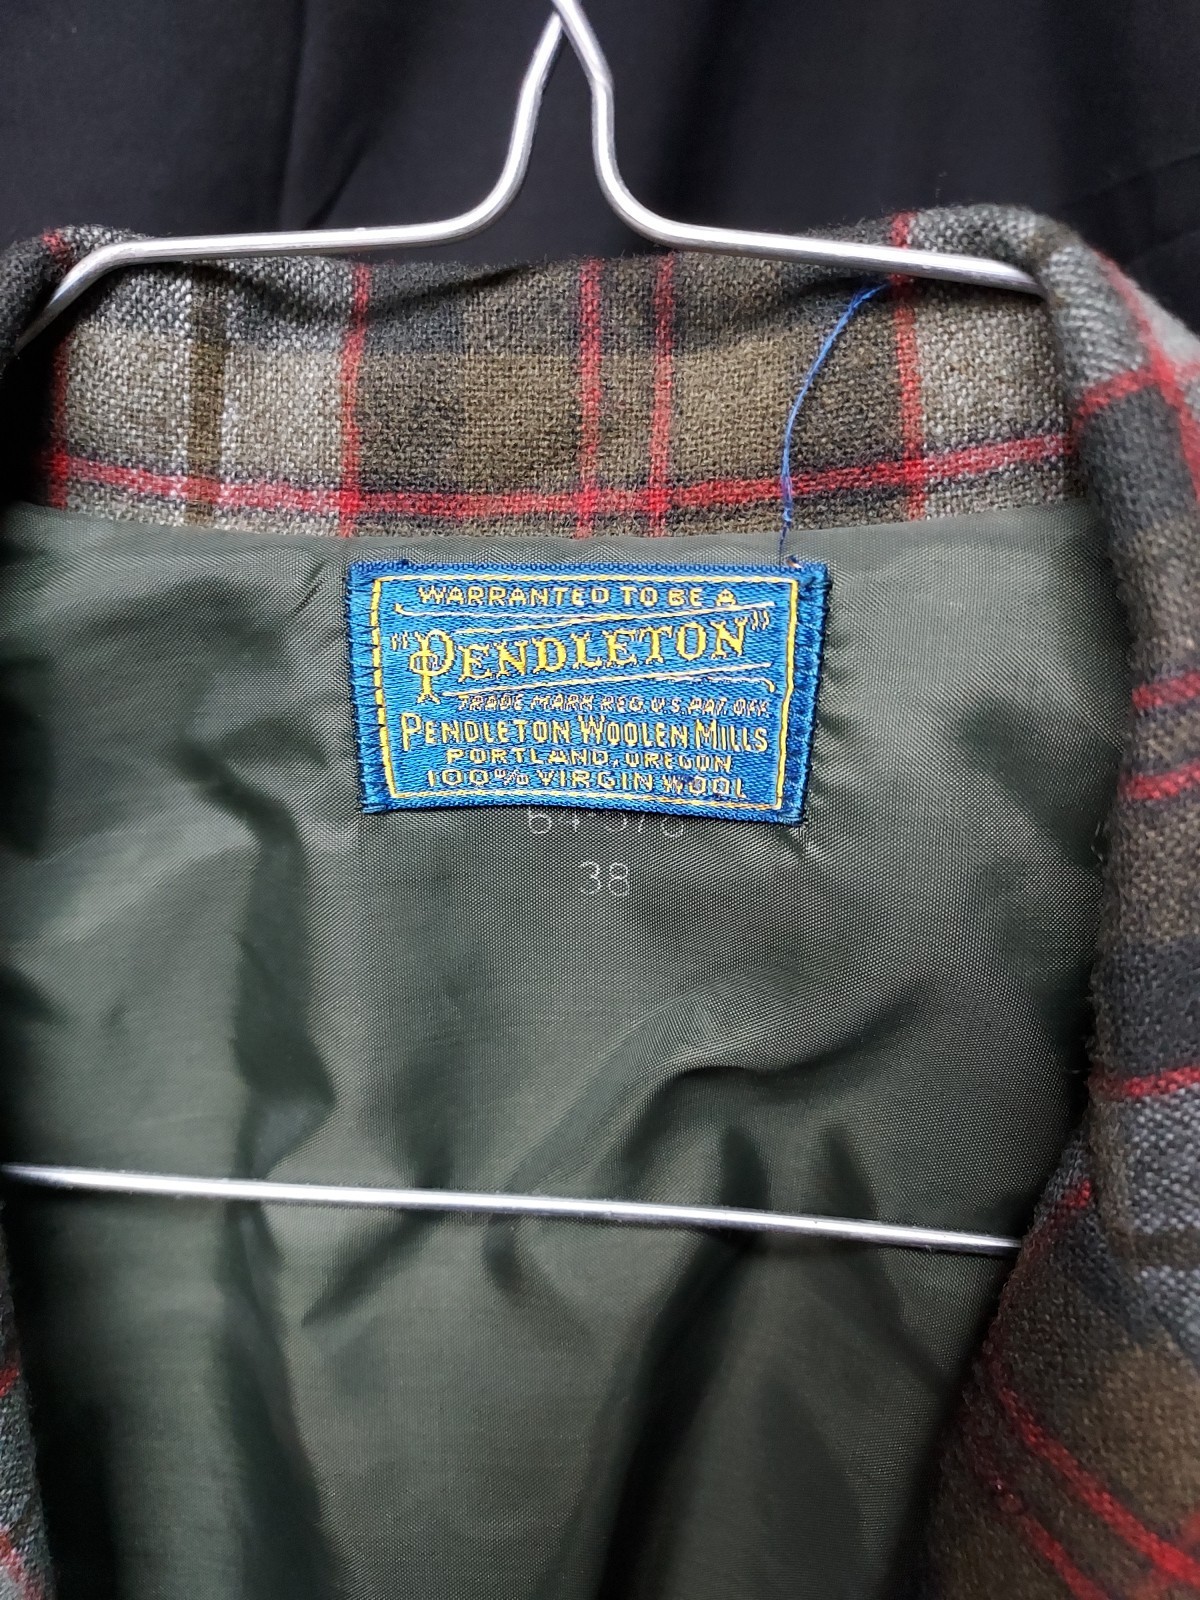 WARRANTED TO BE A
"PENDLETON"
TRADE MARK REG. U.S. PAT. OFF.
PENDLETON WOOLEN MILLS
PORTLAND, OREGON
100% VIRGIN WOOL
38